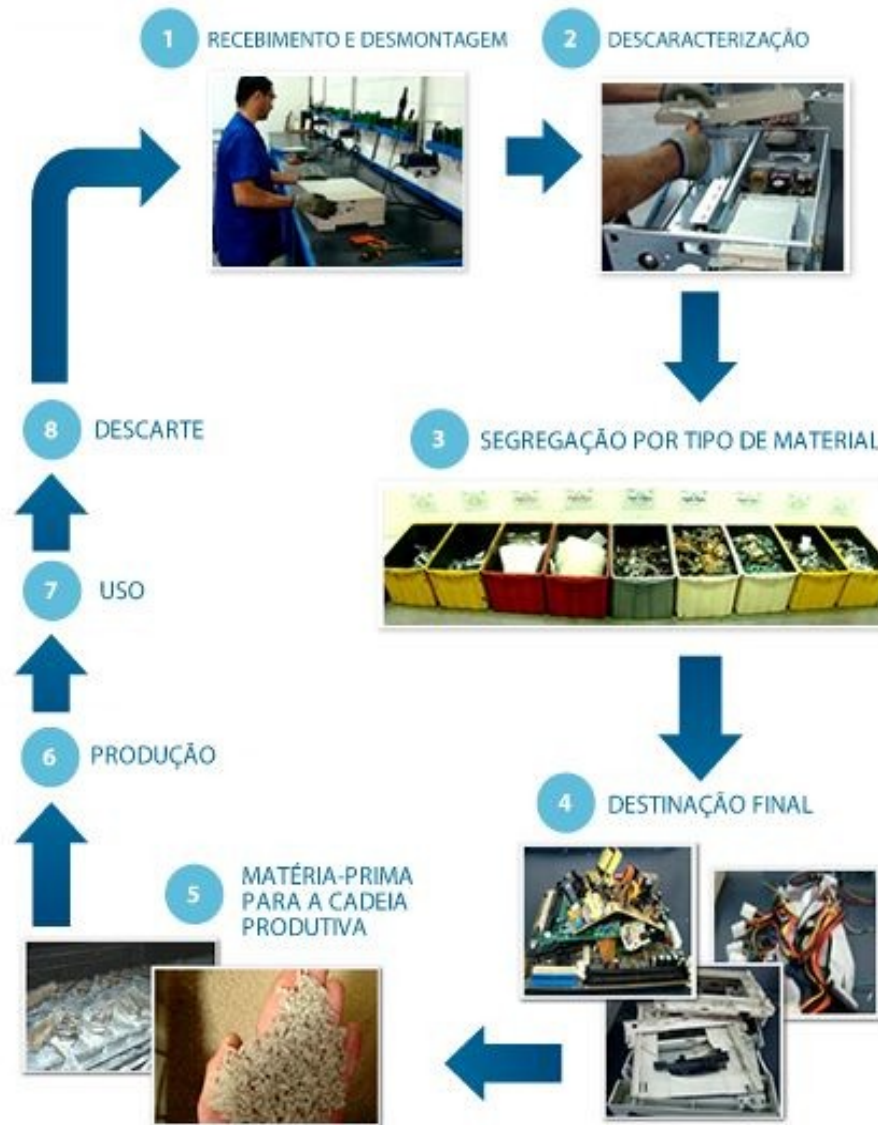 1 RECEBIMENTO E DESMONTAGEM
2 DESCARACTERIZAÇÃO
3 SEGREGAÇÃO POR TIPO DE MATERIAL
4 DESTINAÇÃO FINAL
5 MATÉRIA-PRIMA
PARA A CADEIA
PRODUTIVA
6 PRODUÇÃO
7 USO
8 DESCARTE